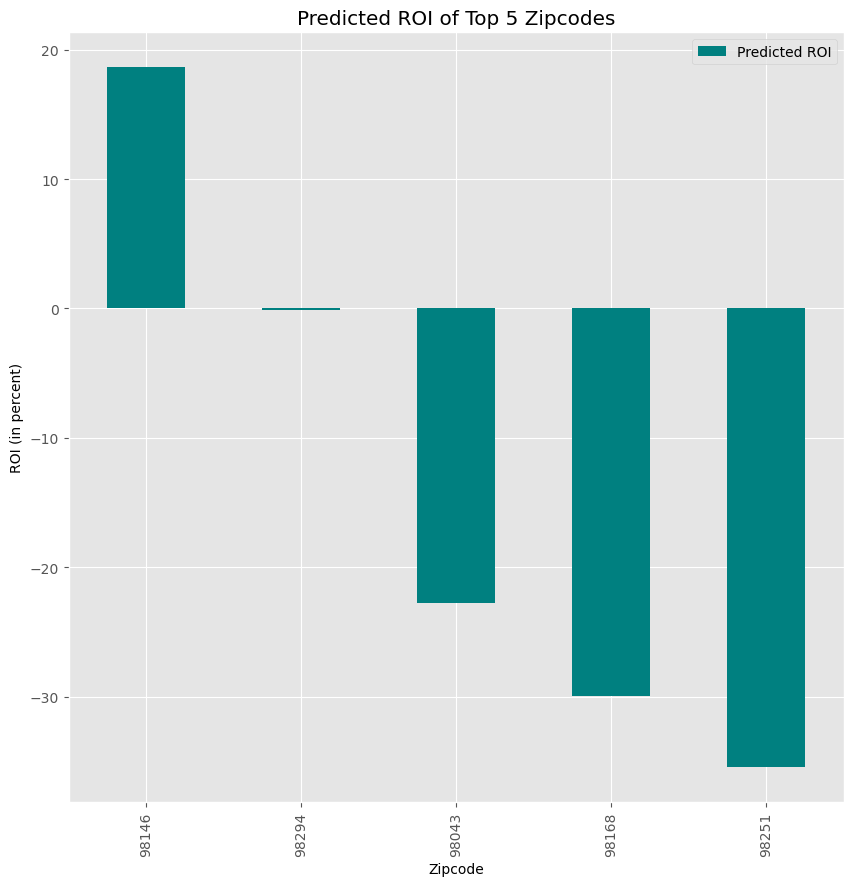 Predicted ROI of Top 5 Zipcodes
Predicted ROI
20
10
0
−10
−20
−30
ROI (in percent)
98146
98294
98043
98168
98251
Zipcode